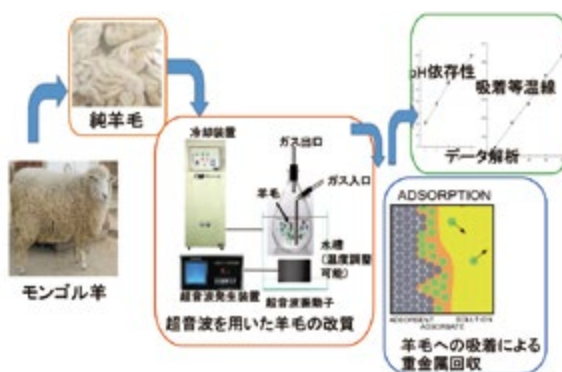 純羊毛
モンゴル羊
冷却装置
ガス出口
ガス入口
羊毛
水槽
(温度調整
可能)
超音波発生装置
超音波振動子
超音波を用いた羊毛の改質
pH依存性
吸着等温線
データ解析
ADSORPTION
ADSORBENT
SOLUTION
ADSORBATE
羊毛への吸着による
重金属回収